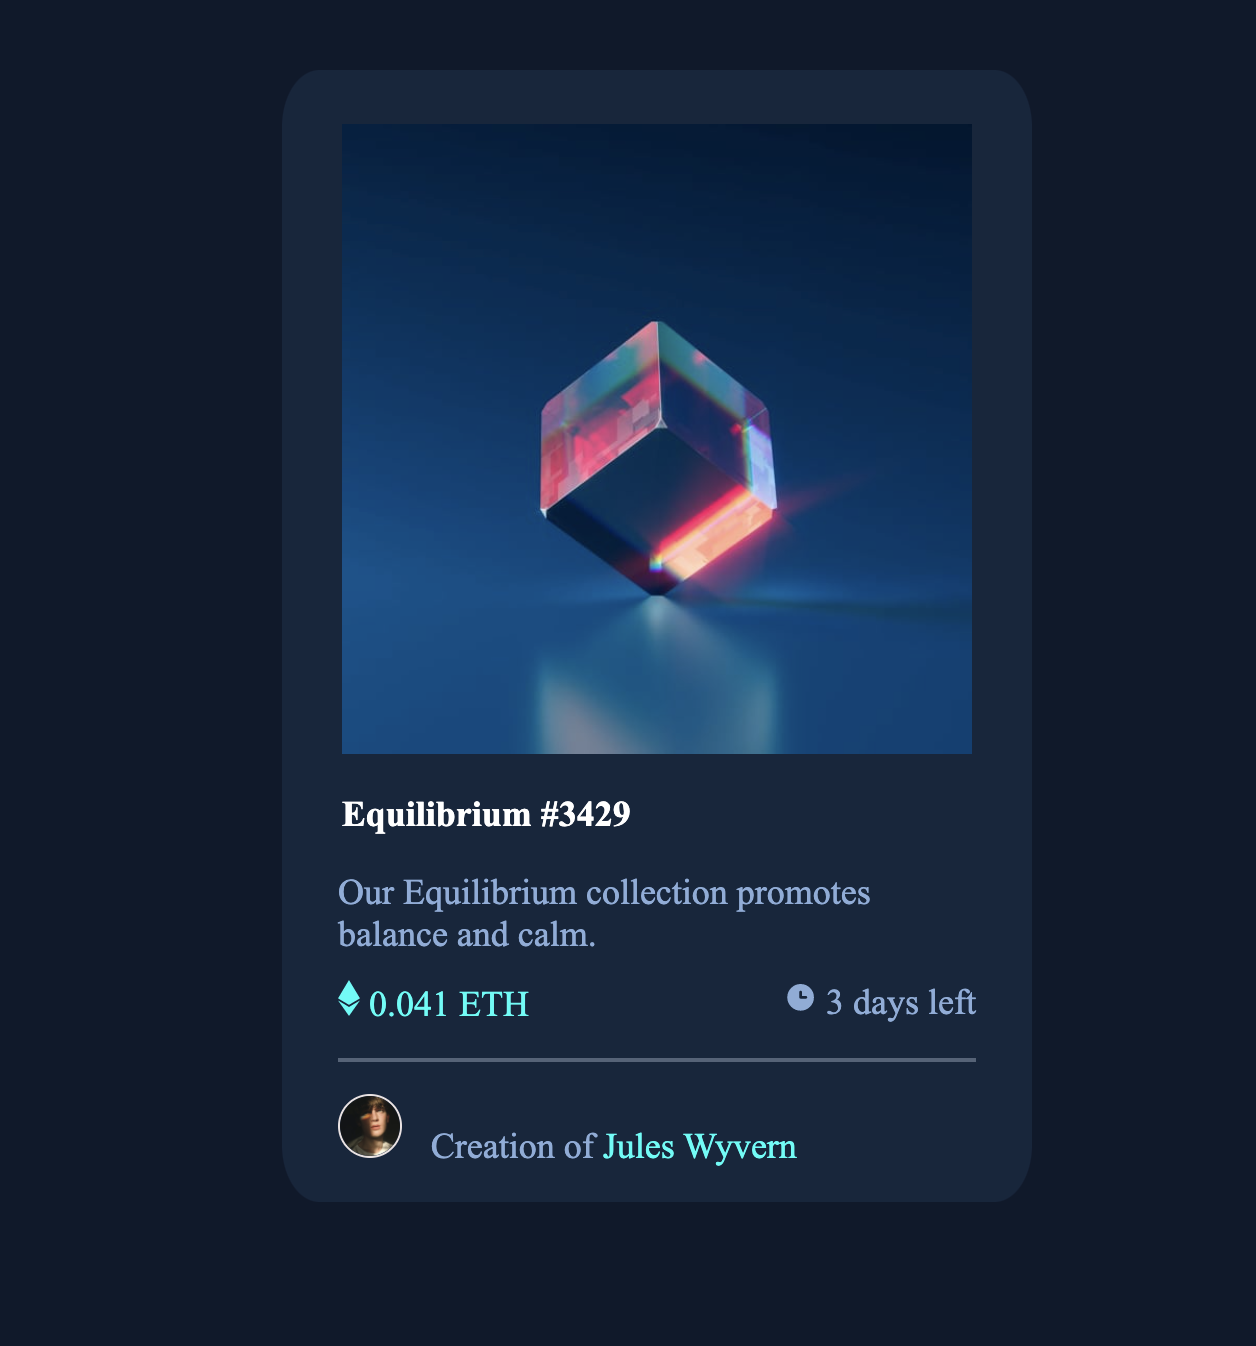 Equilibrium #3429
Our Equilibrium collection promotes
balance and calm.
0.041 ETH
3 days left
Creation of Jules Wyvern